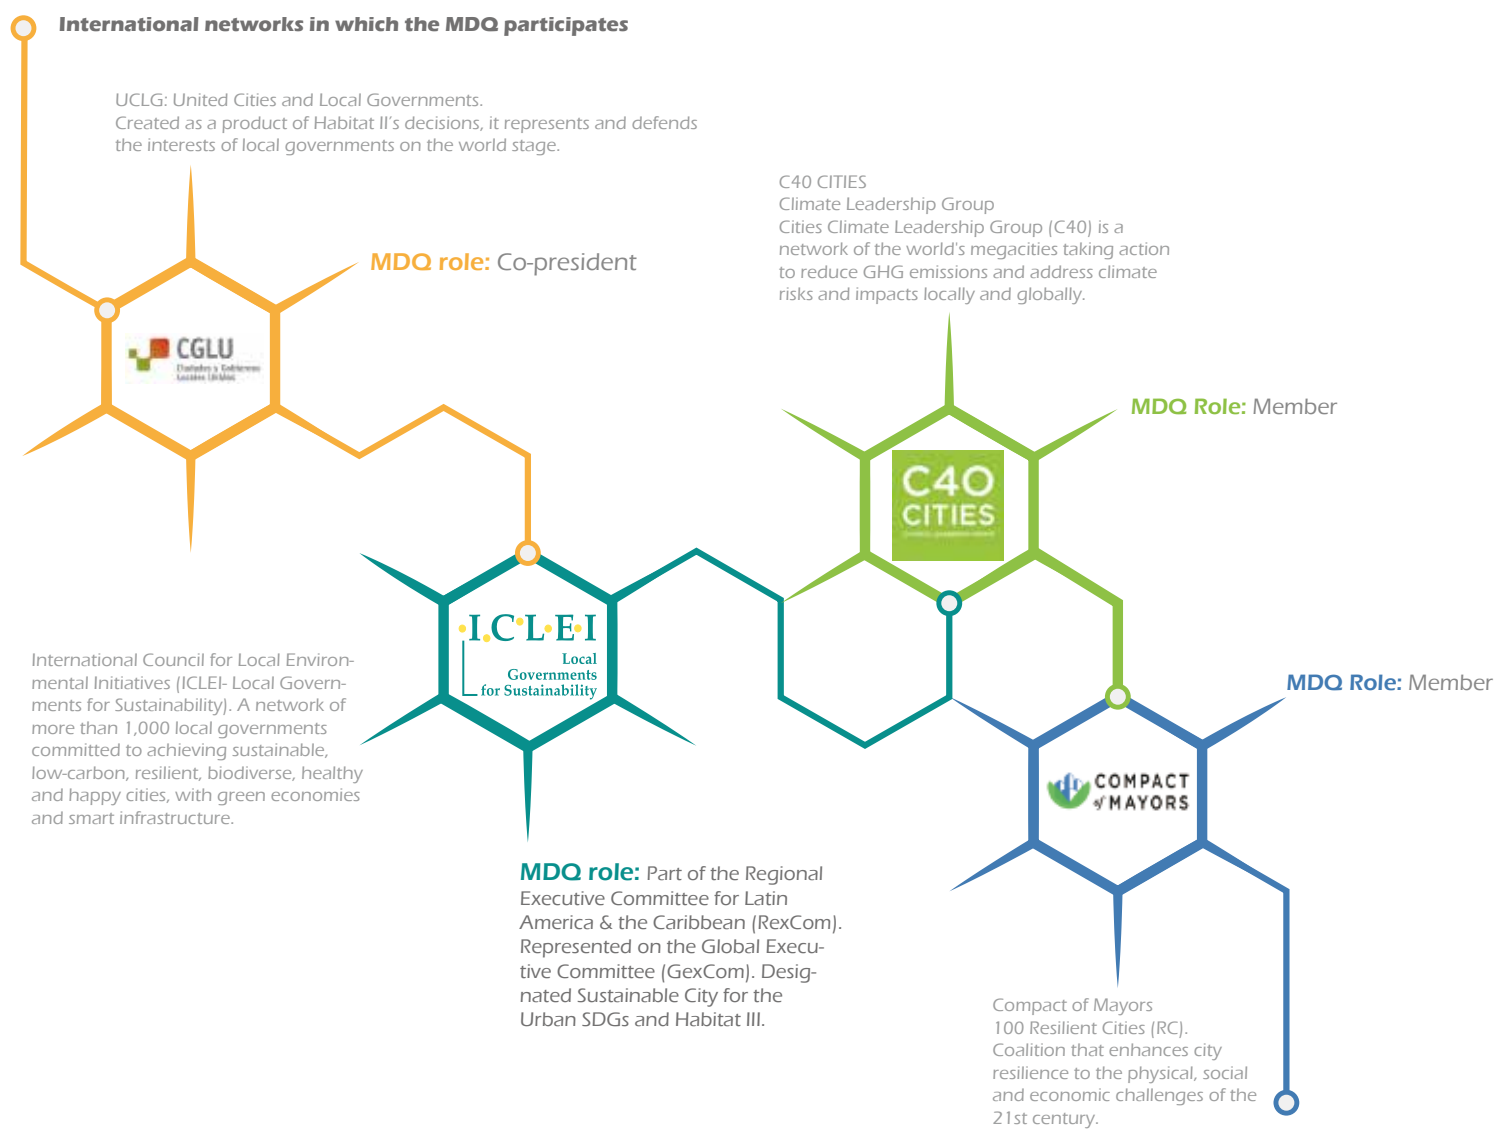 International networks in which the MDQ participates
UCLG: United Cities and Local Governments.
Created as a product of Habitat II´s decisions, it represents and defends
the interests of local governments on the world stage.
MDQ role: Co-president
CGLU
Ciudades y Gobiernos
Locales Unidos
C40 CITIES
Climate Leadership Group
Cities Climate Leadership Group (C40) is a
network of the world's megacities taking action
to reduce GHG emissions and address climate
risks and impacts locally and globally.
MDQ Role: Member
C40
CITIES
I.C.L.E.I
Local
Governments
for Sustainability
International Council for Local Environ-
mental Initiatives (ICLEI- Local Govern-
ments for Sustainability). A network of
more than 1,000 local governments
committed to achieving sustainable,
low-carbon, resilient, biodiverse, healthy
and happy cities, with green economies
and smart infrastructure.
MDQ role: Part of the Regional
Executive Committee for Latin
America & the Caribbean (RexCom).
Represented on the Global Execu-
tive Committee (GexCom). Desig-
nated Sustainable City for the
Urban SDGs and Habitat III.
MDQ Role: Member
COMPACT
of MAYORS
Compact of Mayors
100 Resilient Cities (RC).
Coalition that enhances city
resilience to the physical, social
and economic challenges of the
21st century.